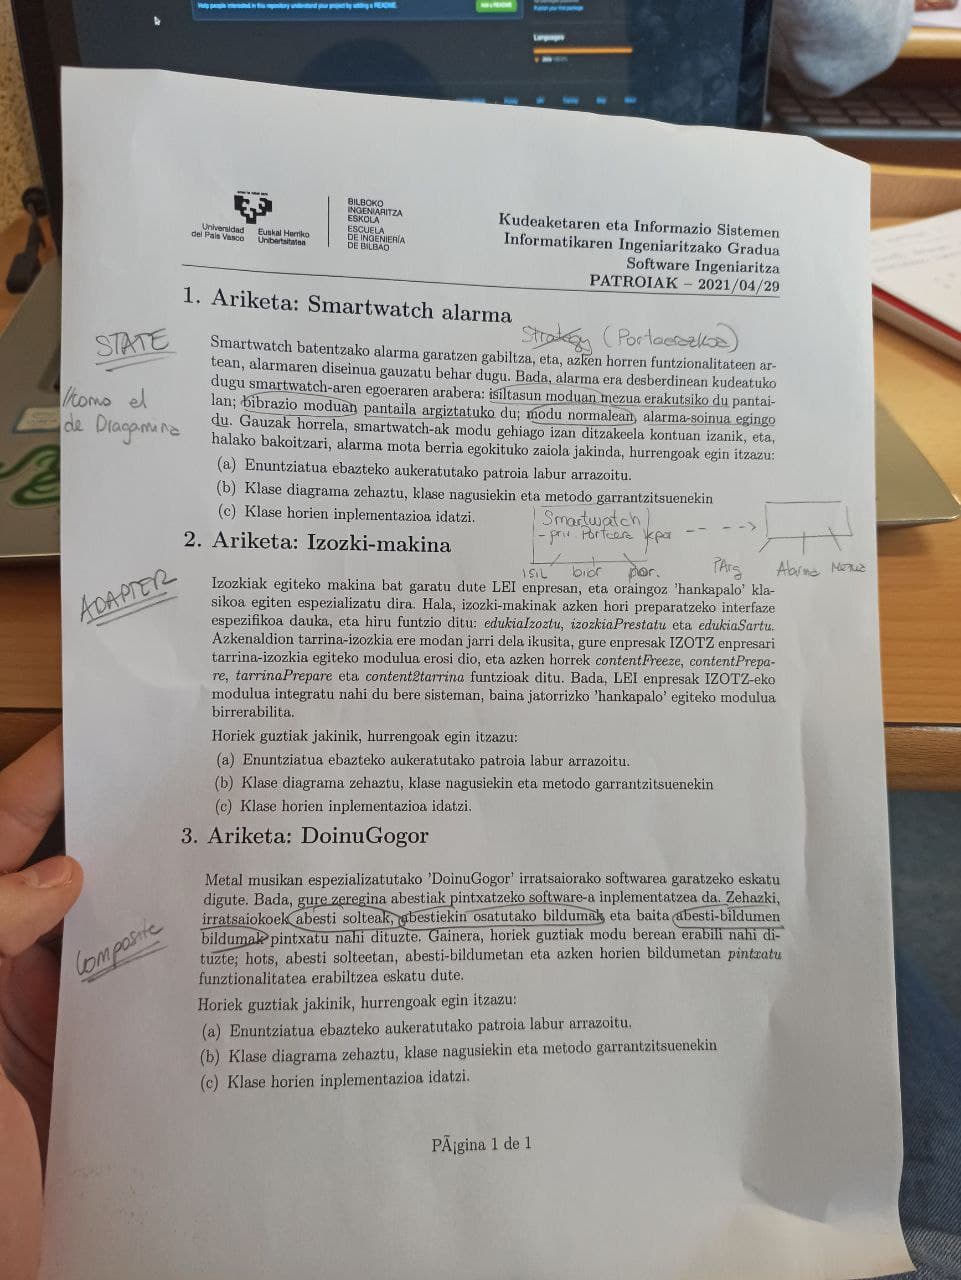 Help people interested in this repository understand your project by adding a README.
Languages
Universidad
del País Vasco
Euskal Herriko
Unibertsitatea
BILBOKO
INGENIARITZA
ESKOLA
ESCUELA
DE INGENIERÍA
DE BILBAO
Kudeaketaren eta Informazio Sistemen
Informatikaren Ingeniaritzako Gradua
Software Ingeniaritza
PATROIAK – 2021/04/29
1. Ariketa: Smartwatch alarma
Strategy (Portaerazkoa)
STATE
//como el
de Dragamina
Smartwatch batentzako alarma garatzen gabiltza, eta, azken horren funtzionalitateen ar-
tean, alarmaren diseinua gauzatu behar dugu. Bada, alarma era desberdinean kudeatuko
dugu smartwatch-aren egoeraren arabera: isiltasun moduan mezua erakutsiko du pantai-
lan; bibrazio moduan pantaila argiztatuko du; modu normalean, alarma-soinua egingo
du. Gauzak horrela, smartwatch-ak modu gehiago izan ditzakeela kontuan izanik, eta,
halako bakoitzari, alarma mota berria egokituko zaiola jakinda, hurrengoak egin itzazu:
(a) Enuntziatua ebazteko aukeratutako patroia labur arrazoitu.
(b) Klase diagrama zehaztu, klase nagusiekin eta metodo garrantzitsuenekin
(c) Klase horien inplementazioa idatzi.
Smartwatch
- priv. Portaera
ISIL bibr nor. PArg Alarma Mezua
2. Ariketa: Izozki-makina
ADAPTER
Izozkiak egiteko makina bat garatu dute LEI enpresan, eta oraingoz 'hankapalo' kla-
sikoa egiten espezializatu dira. Hala, izozki-makinak azken hori preparatzeko interfaze
espezifikoa dauka, eta hiru funtzio ditu: edukiaIzoztu, izozkiaPrestatu eta edukiaSartu.
Azkenaldion tarrina-izozkia ere modan jarri dela ikusita, gure enpresak IZOTZ enpresari
tarrina-izozkia egiteko modulua erosi dio, eta azken horrek contentFreeze, contentPrepa-
re, tarrinaPrepare eta content2tarrina funtzioak ditu. Bada, LEI enpresak IZOTZ-eko
modulua integratu nahi du bere sisteman, baina jatorrizko 'hankapalo' egiteko modulua
birrerabilita.
Horiek guztiak jakinik, hurrengoak egin itzazu:
(a) Enuntziatua ebazteko aukeratutako patroia labur arrazoitu.
(b) Klase diagrama zehaztu, klase nagusiekin eta metodo garrantzitsuenekin
(c) Klase horien inplementazioa idatzi.
3. Ariketa: DoinuGogor
Composite
Metal musikan espezializatutako 'DoinuGogor' irratsaiorako softwarea garatzeko eskatu
digute. Bada, gure zeregina abestiak pintxatzeko software-a inplementatzea da. Zehazki,
irratsaiokoek abesti solteak, abestiekin osatutako bildumak eta baita abesti-bildumen
bildumak pintxatu nahi dituzte. Gainera, horiek guztiak modu berean erabili nahi di-
tuzte; hots, abesti solteetan, abesti-bildumetan eta azken horien bildumetan pintxatu
funztionalitatea erabiltzea eskatu dute.
Horiek guztiak jakinik, hurrengoak egin itzazu:
(a) Enuntziatua ebazteko aukeratutako patroia labur arrazoitu.
(b) Klase diagrama zehaztu, klase nagusiekin eta metodo garrantzitsuenekin
(c) Klase horien inplementazioa idatzi.
PÃ¡gina 1 de 1